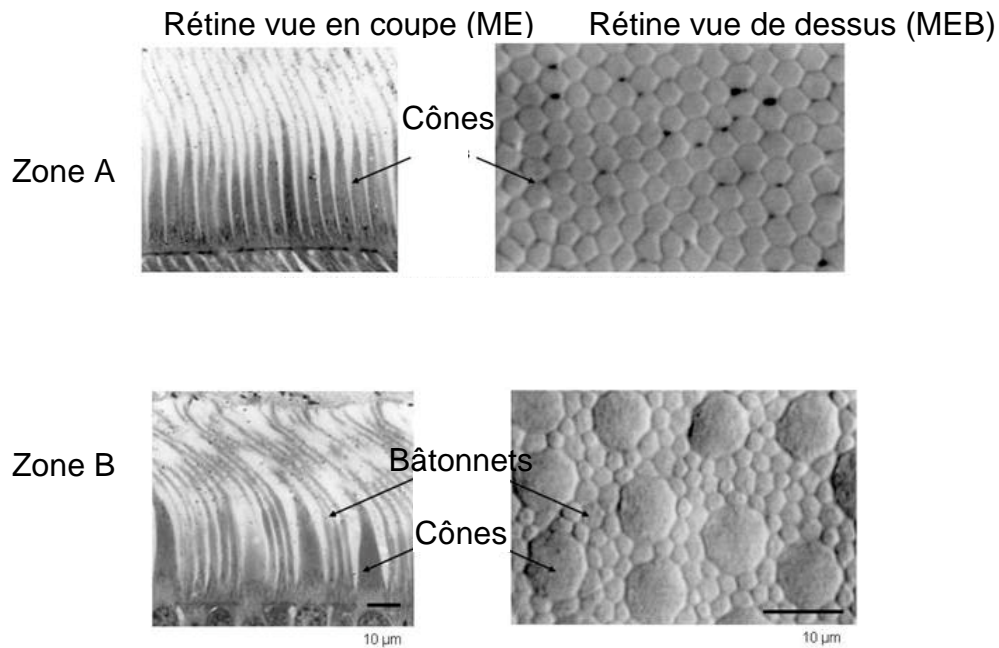 Rétine vue en coupe (ME) Rétine vue de dessus (MEB)
Cônes
Zone A
Zone B
Bâtonnets
Cônes
10 µm
10 µm